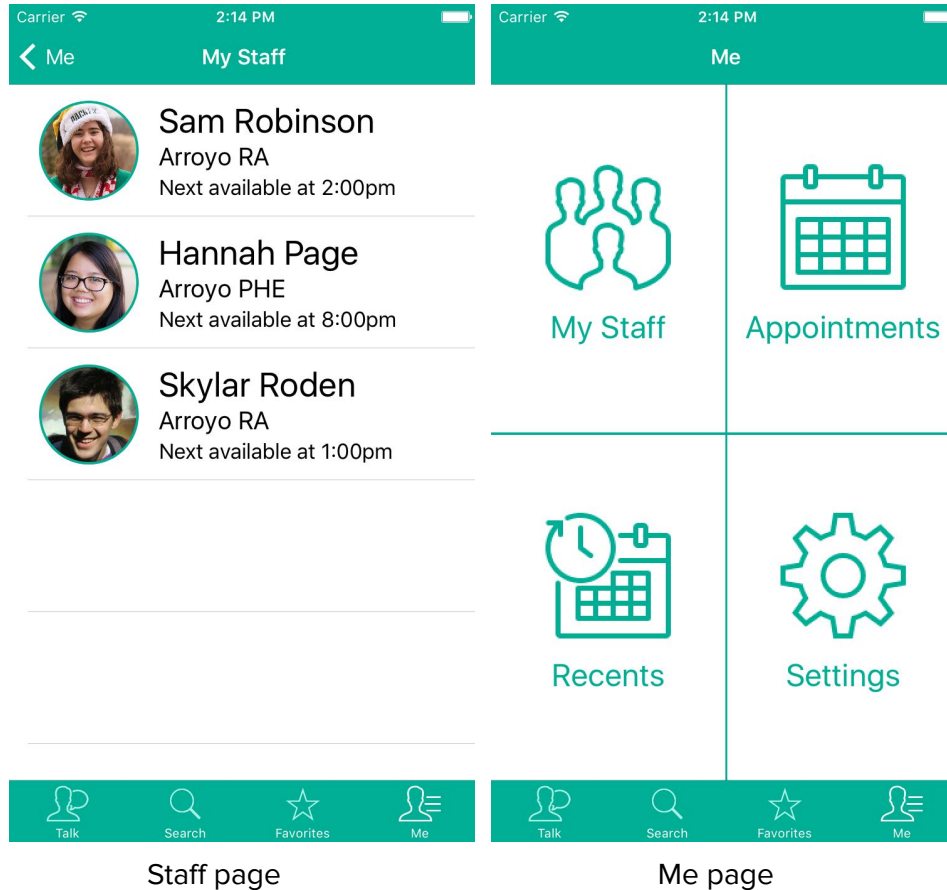 Carrier 2:14 PM
Me My Staff
Sam Robinson
Arroyo RA
Next available at 2:00pm
Hannah Page
Arroyo PHE
Next available at 8:00pm
Skylar Roden
Arroyo RA
Next available at 1:00pm
Talk Search Favorites Me
Staff page
Carrier 2:14 PM
Me
My Staff Appointments
Recents Settings
Talk Search Favorites Me
Me page